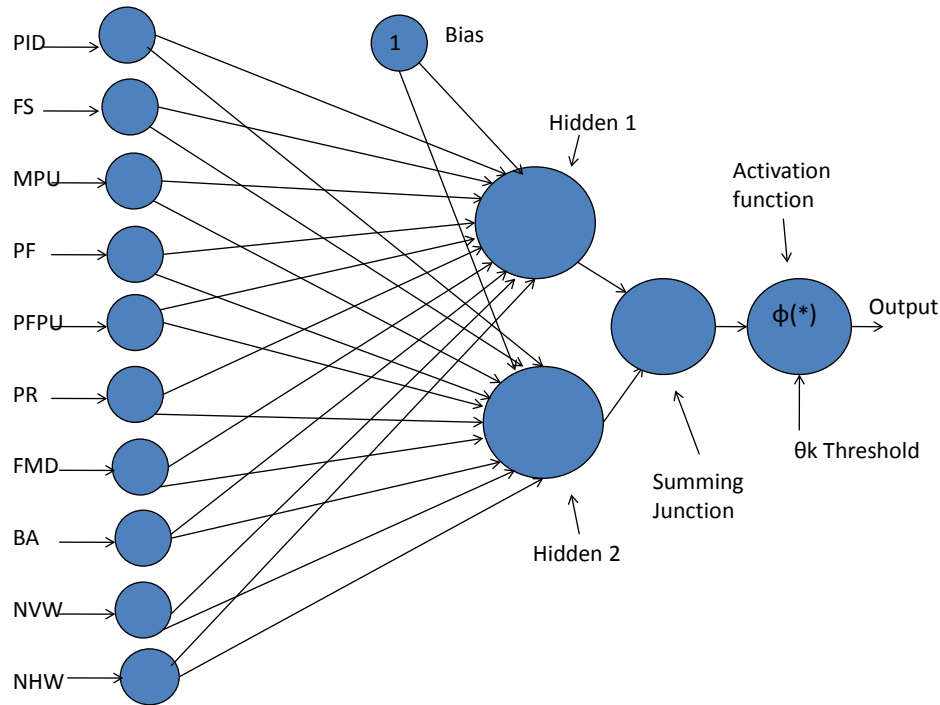 PID
FS
MPU
PF
PFPU
PR
FMD
BA
NVW
NHW
1
Bias
Hidden 1
Hidden 2
Summing
Junction
Activation
function
ф(*)
Output
θk Threshold